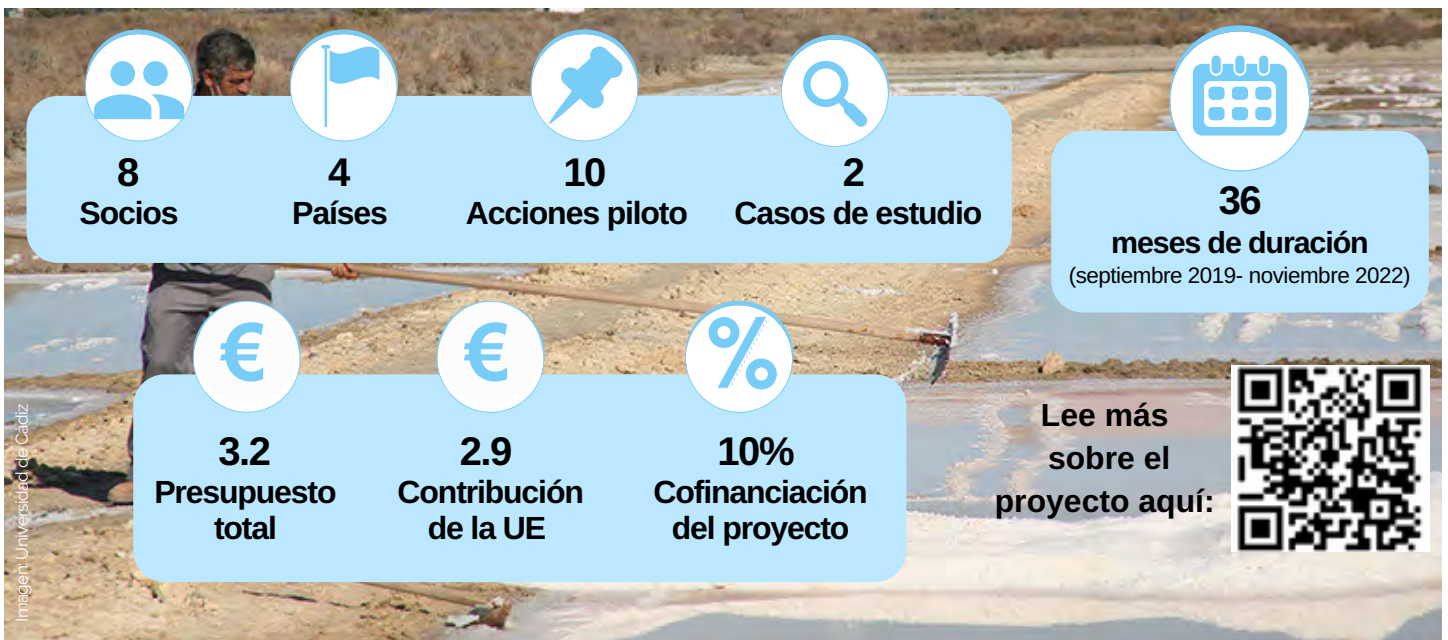 8
Socios
4
Países
10
Acciones piloto
2
Casos de estudio
36
meses de duración
(septiembre 2019- noviembre 2022)
€
3.2
Presupuesto
total
€
2.9
Contribución
de la UE
%
10%
Cofinanciación
del proyecto
Lee más
sobre el
proyecto aquí:
Imagen: Universidad de Cádiz